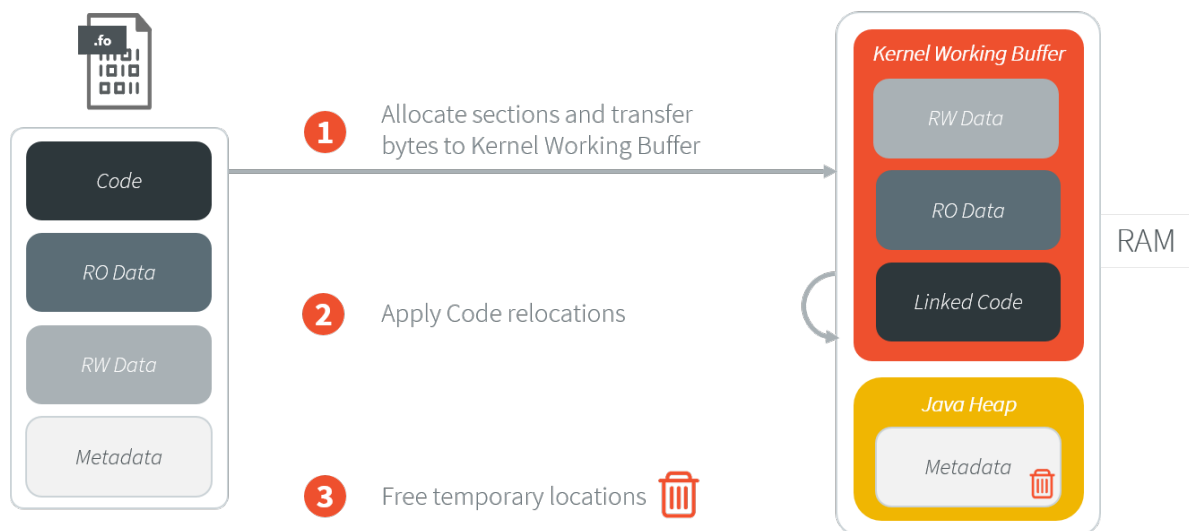 .fo
Code
RO Data
RW Data
Metadata
1
Allocate sections and transfer
bytes to Kernel Working Buffer
2
Apply Code relocations
3
Free temporary locations
Kernel Working Buffer
RW Data
RO Data
Linked Code
Java Heap
Metadata
RAM